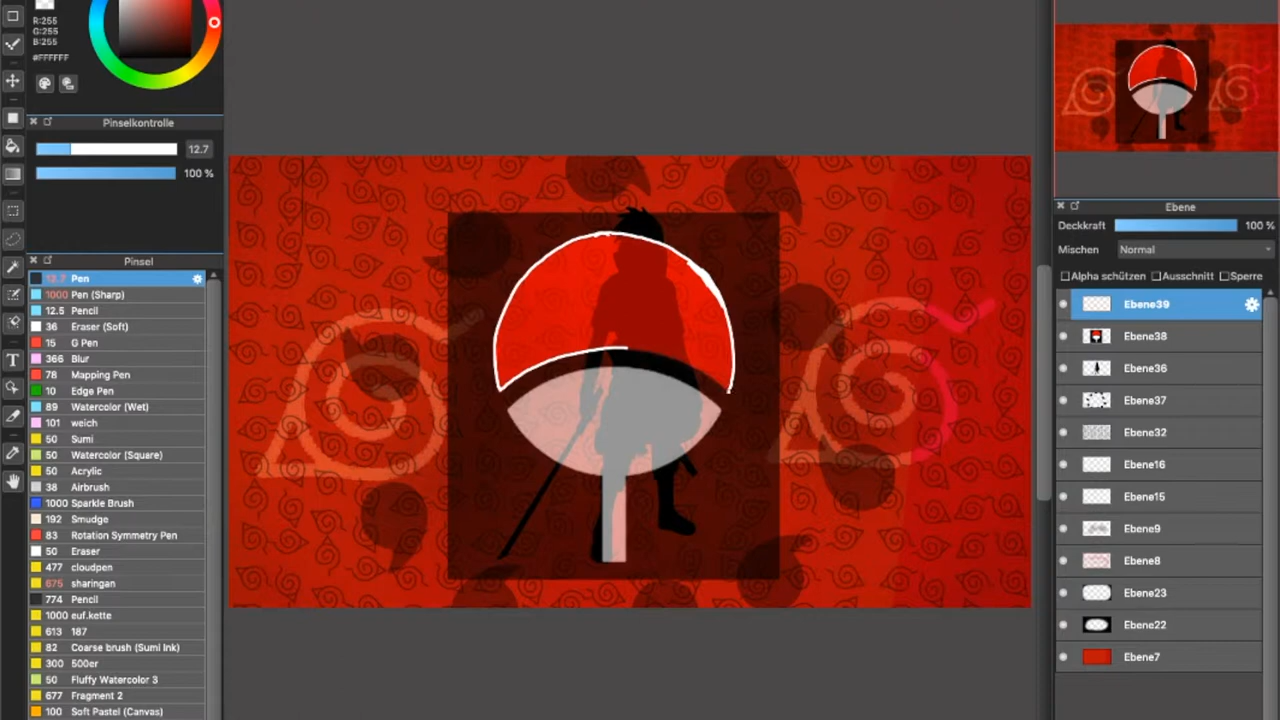 R:255
G:255
B:255
#FFFFFF
Pinselkontrolle
12.7
100 %
Pinsel
12.7 Pen
1000 Pen (Sharp)
12.5 Pencil
36 Eraser (Soft)
15 G Pen
366 Blur
78 Mapping Pen
10 Edge Pen
89 Watercolor (Wet)
101 weich
50 Sumi
50 Watercolor (Square)
50 Acrylic
38 Airbrush
1000 Sparkle Brush
192 Smudge
83 Rotation Symmetry Pen
50 Eraser
477 cloudpen
675 sharingan
774 Pencil
1000 euf.kette
613 187
82 Coarse brush (Sumi Ink)
300 500er
50 Fluffy Watercolor 3
677 Fragment 2
100 Soft Pastel (Canvas)
T
Ebene
Deckkraft 100 %
Mischen Normal
Alpha schützen Ausschnitt Sperre
Ebene39
Ebene38
Ebene36
Ebene37
Ebene32
Ebene16
Ebene15
Ebene9
Ebene8
Ebene23
Ebene22
Ebene7